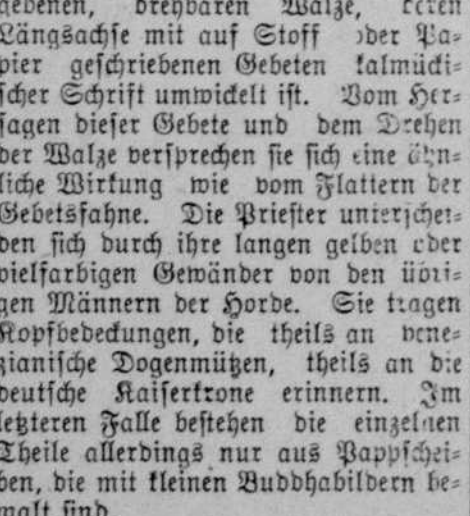 gebenen, drehbaren Walze, deren
Längsachse mit auf Stoff oder Pa-
pier geschriebenen Gebeten kalmücki-
scher Schrift umwickelt ist. Vom Her-
sagen dieser Gebete und dem Drehen
der Walze versprechen sie sich eine ähn-
liche Wirkung wie vom Flattern der
Gebetsfahne. Die Priester unterschei-
den sich durch ihre langen gelben oder
vielfarbigen Gewänder von den übri-
gen Männern der Horde. Sie tragen
Kopfbedeckungen, die theils an vene-
zianische Dogenmützen, theils an die
deutsche Kaiserkrone erinnern. Im
letzteren Falle bestehen die einzelnen
Theile allerdings nur aus Pappschei-
ben, die mit kleinen Buddhabildern be-
malt sind